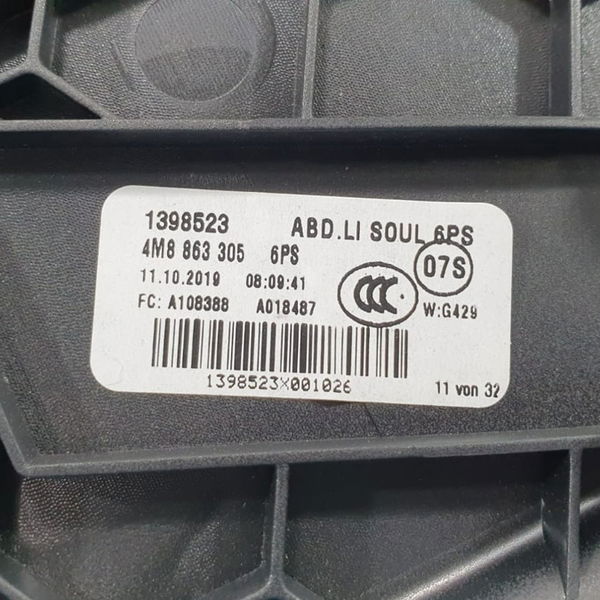 1398523 ABD.LI SOUL 6PS
4M8 863 305 6PS 07S
11.10.2019 08:09:41 CCC
FC: A108388 A018487 W:G429
1398523X001026 11 von 32